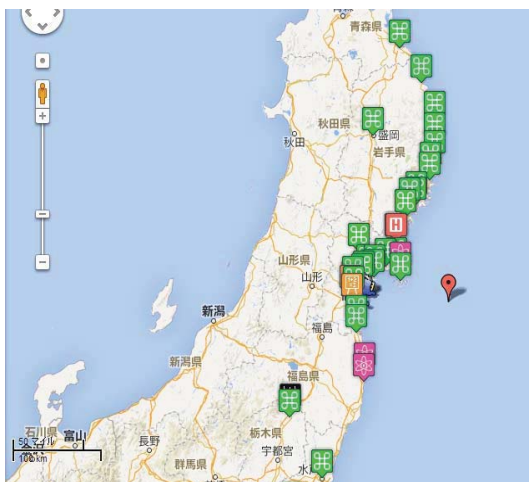 青森県
秋田県
秋田
盛岡
岩手県
山形県
山形
H
新潟
福島
新潟県
福島県
栃木県
石川県
富山
長野
宇都宮
群馬県
50 マイル
100 km